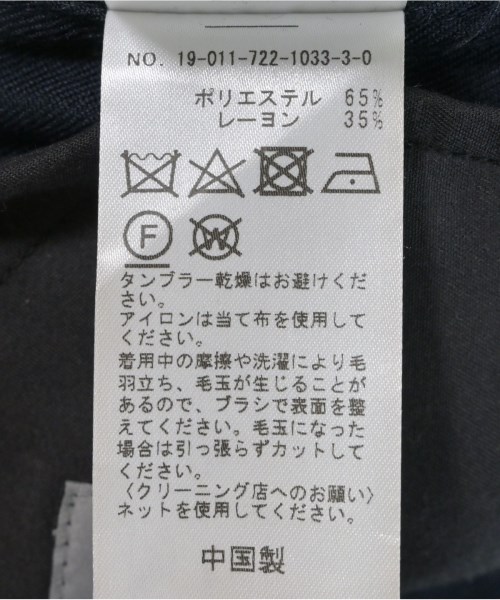 NO. 19-011-722-1033-3-0
ポリエステル 65%
レーヨン 35%
F
W
タンブラー乾燥はお避けくだ
さい。
アイロンは当て布を使用して
ください。
着用中の摩擦や洗濯により毛
羽立ち、毛玉が生じることが
あるので、ブラシで表面を整
えてください。毛玉になった
場合は引っ張らずカットして
ください。
〈クリーニング店へのお願い〉
ネットを使用してください。
中国製